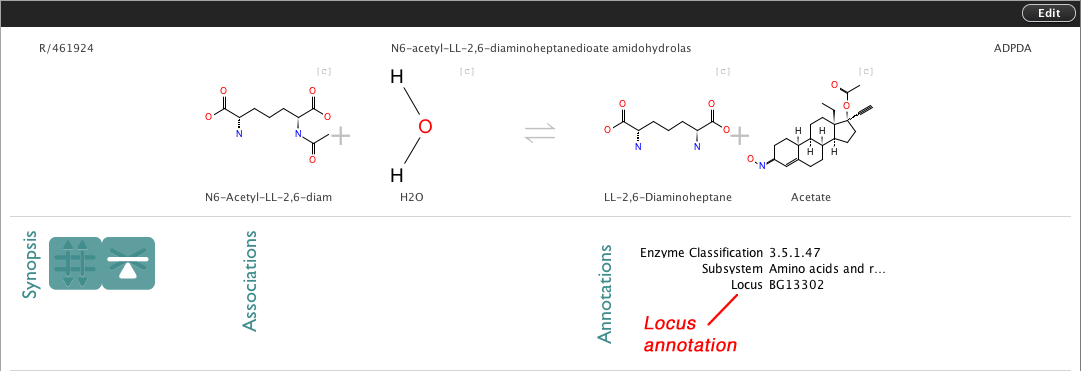 Edit
R/461924
N6-acetyl-LL-2,6-diaminoheptanedioate amidohydrolas
ADPDA
[c]
[c]
[c]
[c]
O
O
O
O
N
N
O
+
H
O
H
O
O
O
O
N
N
+
O
O
H
H
H
H
O
N
N6-Acetyl-LL-2,6-diam
H2O
LL-2,6-Diaminoheptane
Acetate
Synopsis
Associations
Annotations
Enzyme Classification 3.5.1.47
Subsystem Amino acids and r...
Locus BG13302
Locus
annotation